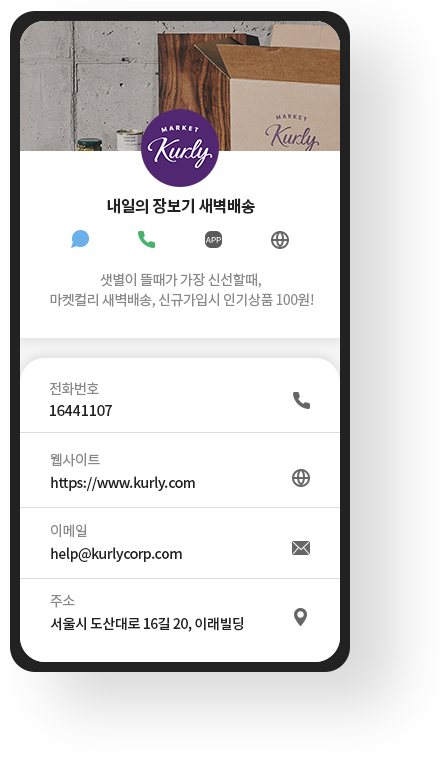 MARKET
Kurly
MARKET
Kurly
내일의 장보기 새벽배송
APP
샛별이 뜰때가 가장 신선할때,
마켓컬리 새벽배송, 신규가입시 인기상품 100원!
전화번호
16441107
웹사이트
https://www.kurly.com
이메일
help@kurlycorp.com
주소
서울시 도산대로 16길 20, 이래빌딩